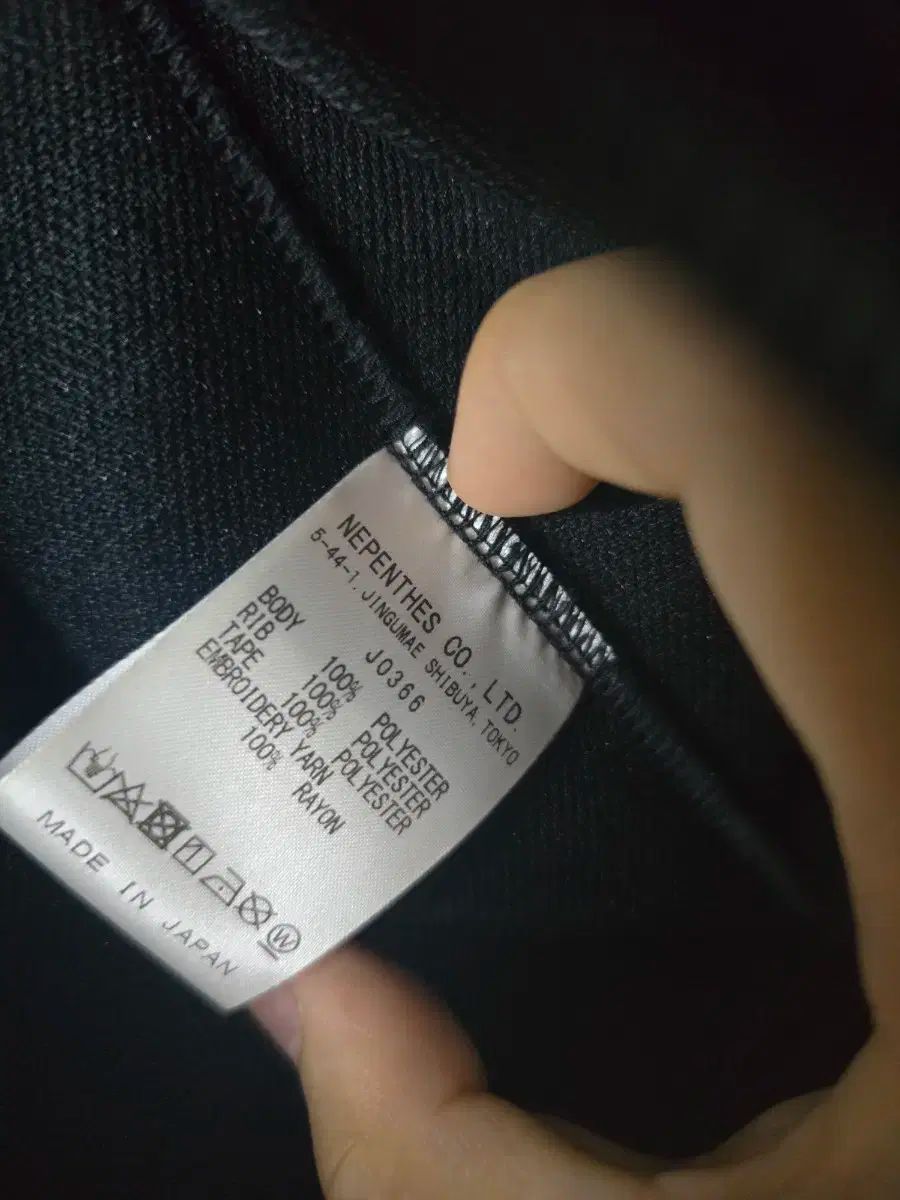 NEPENTHES CO., LTD.
5-44-1, JINGUMAE SHIBUYA, TOKYO
J0366
BODY 100% POLYESTER
RIB 100% POLYESTER
TAPE 100% POLYESTER
EMBROIDERY YARN
100% RAYON
W
MADE IN JAPAN